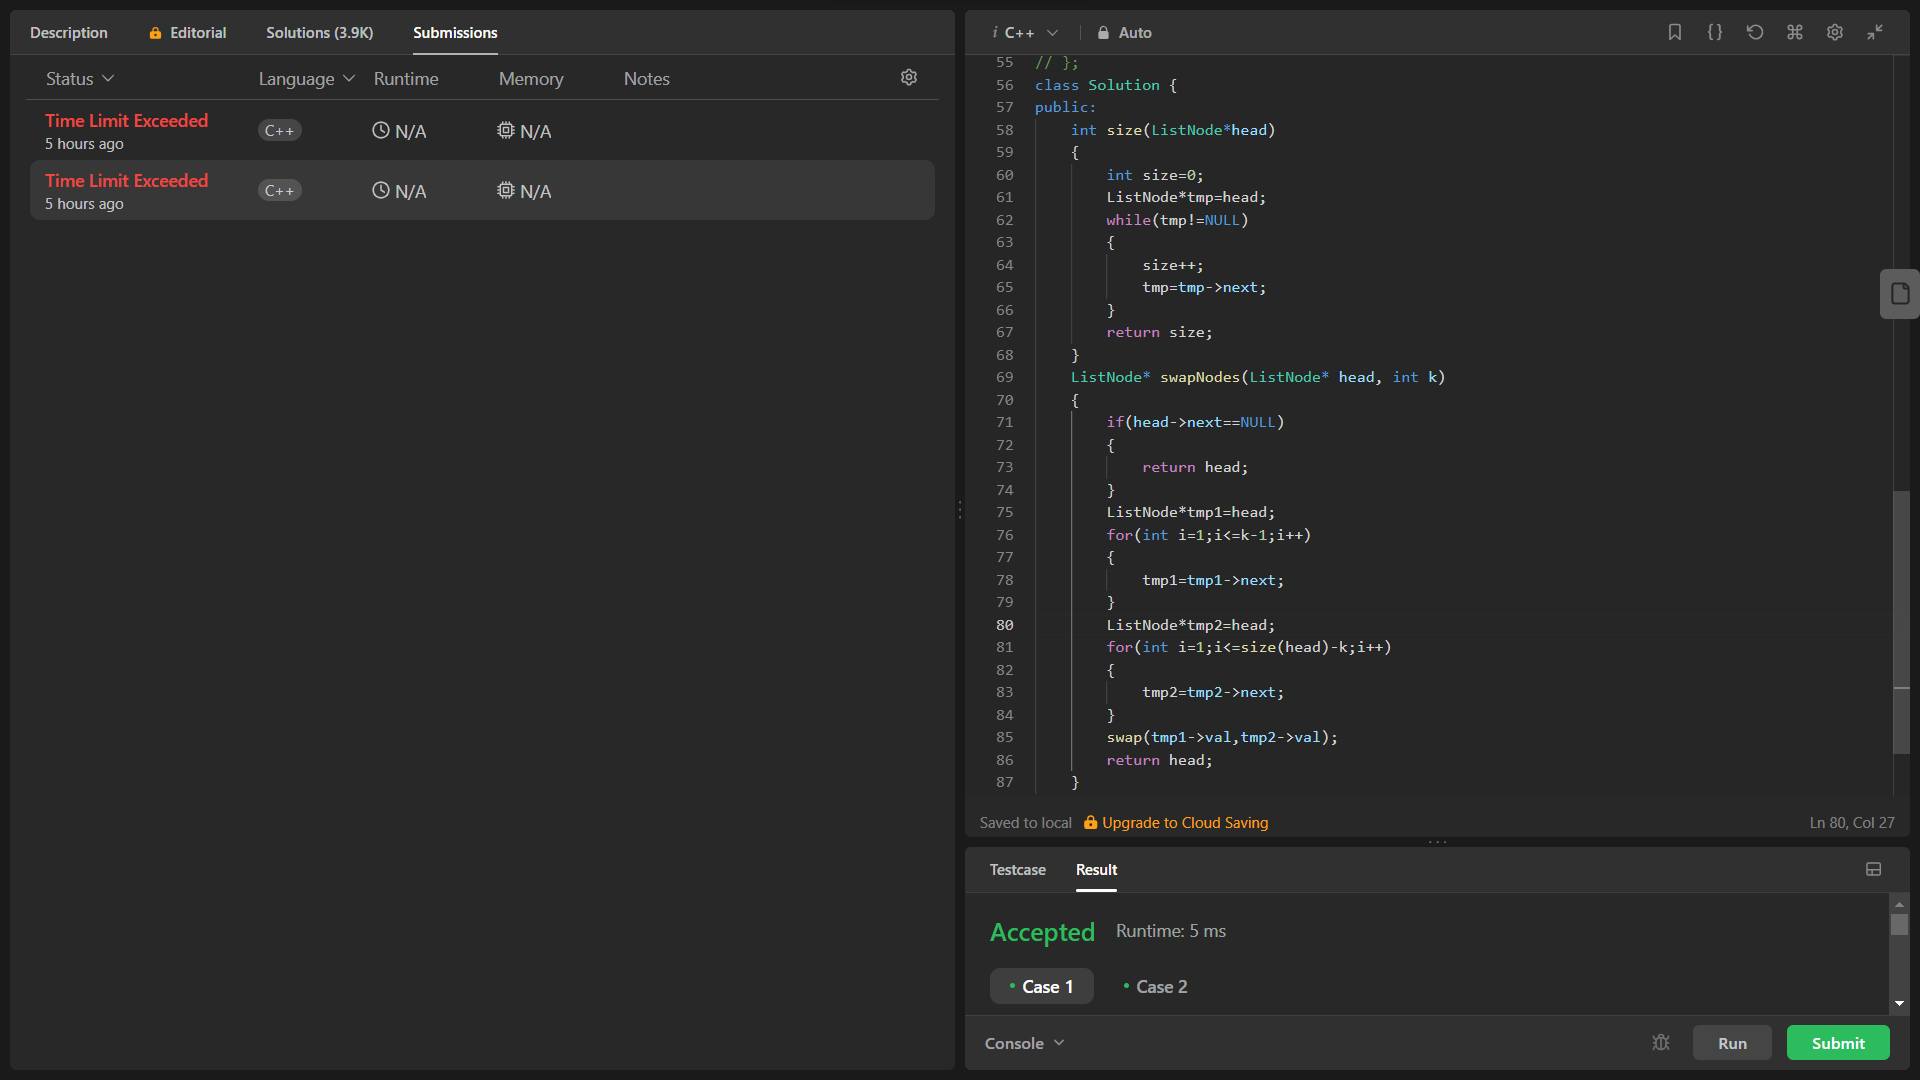 Description Editorial Solutions (3.9K) Submissions
Status Language Runtime Memory Notes
Time Limit Exceeded C++ N/A N/A
5 hours ago
Time Limit Exceeded C++ N/A N/A
5 hours ago
i C++ Auto
55 // };
56 class Solution {
57 public:
58 int size(ListNode*head)
59 {
60 int size=0;
61 ListNode*tmp=head;
62 while(tmp!=NULL)
63 {
64 size++;
65 tmp=tmp->next;
66 }
67 return size;
68 }
69 ListNode* swapNodes(ListNode* head, int k)
70 {
71 if(head->next==NULL)
72 {
73 return head;
74 }
75 ListNode*tmp1=head;
76 for(int i=1;i<=k-1;i++)
77 {
78 tmp1=tmp1->next;
79 }
80 ListNode*tmp2=head;
81 for(int i=1;i<=size(head)-k;i++)
82 {
83 tmp2=tmp2->next;
84 }
85 swap(tmp1->val,tmp2->val);
86 return head;
87 }
Saved to local Upgrade to Cloud Saving Ln 80, Col 27
Testcase Result
Accepted Runtime: 5 ms
Case 1 Case 2
Console Run Submit